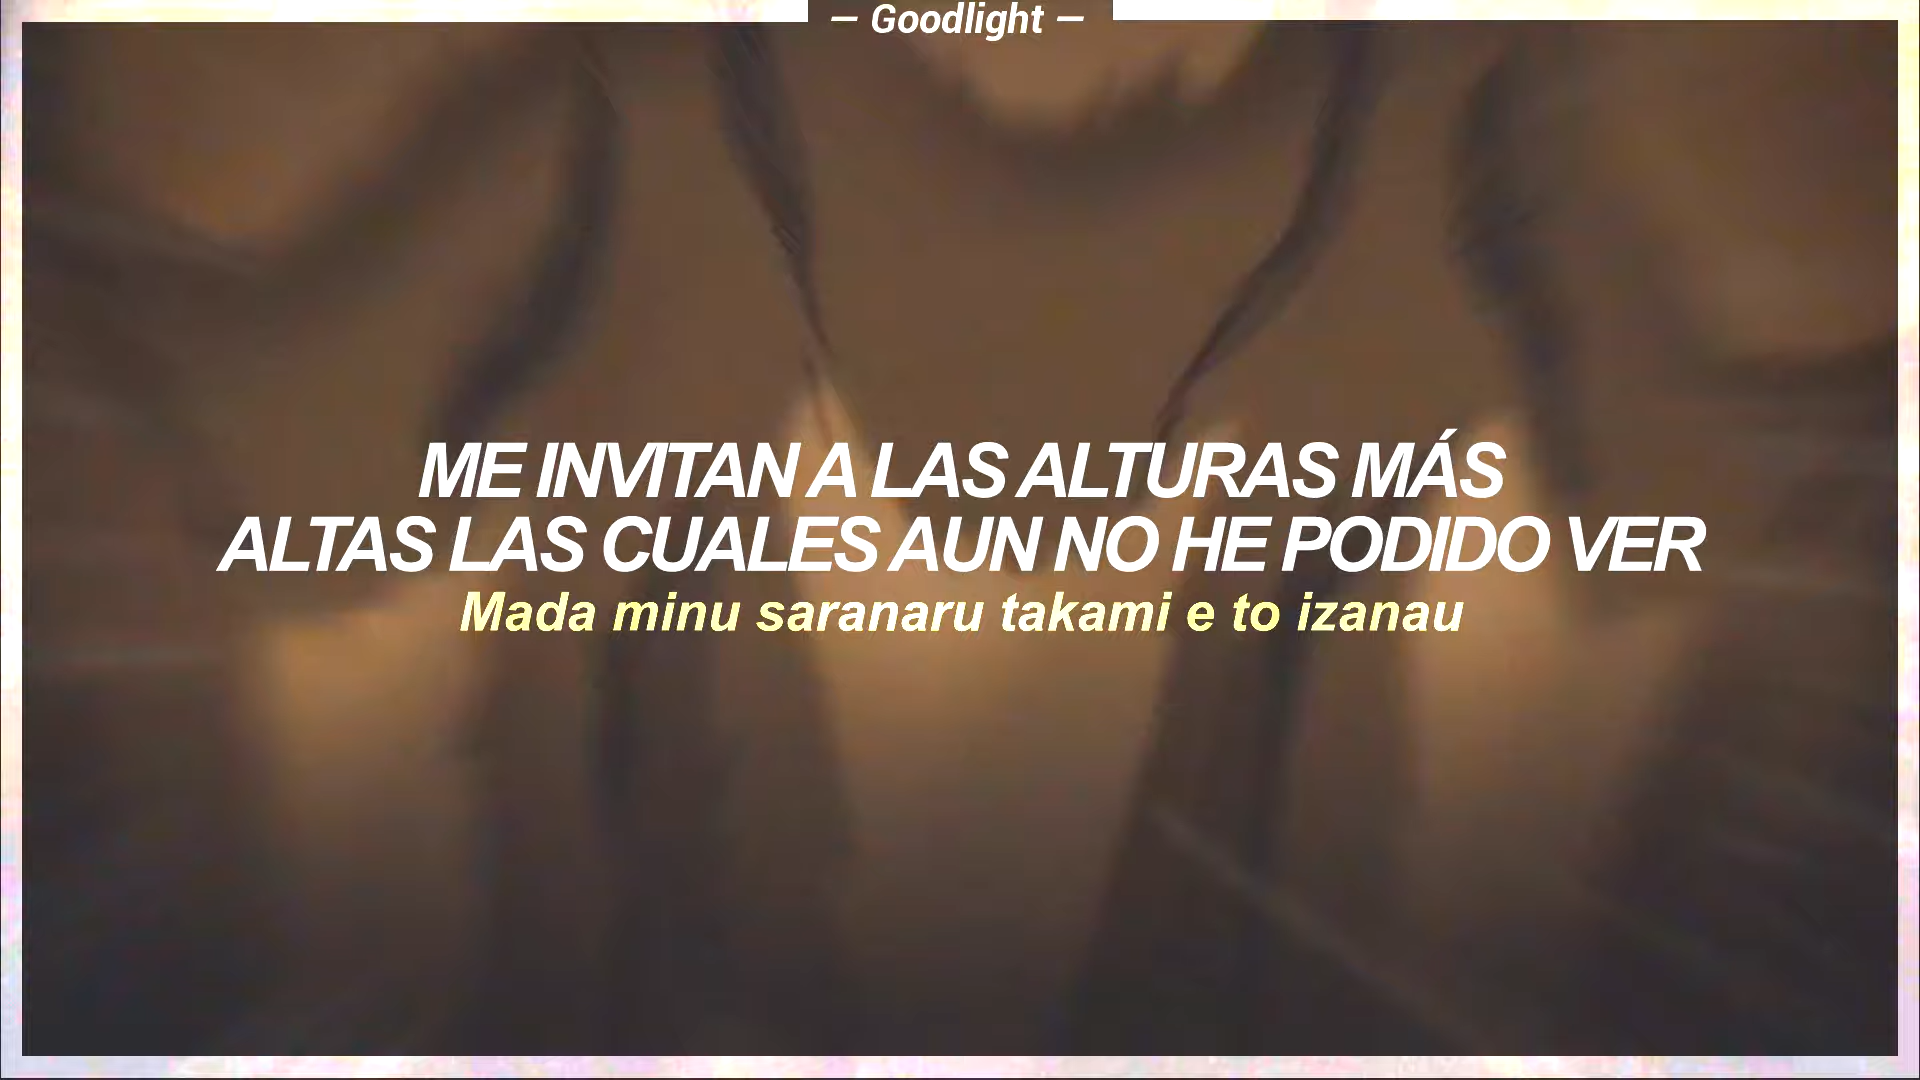 — Goodlight —
ME INVITAN A LAS ALTURAS MÁS
ALTAS LAS CUALES AUN NO HE PODIDO VER
Mada minu saranaru takami e to izanau